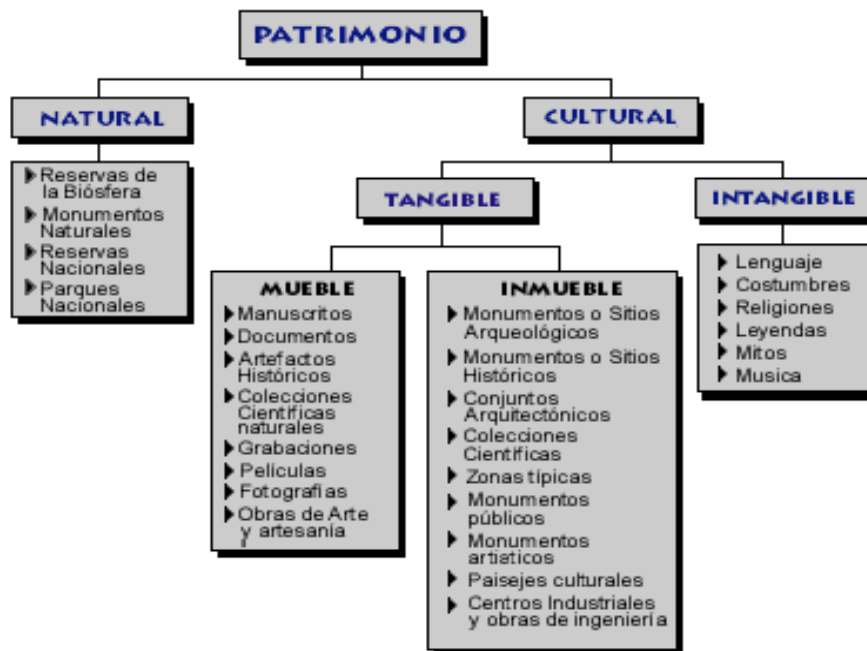 PATRIMONIO
NATURAL
CULTURAL
Reservas de
la Biósfera
Monumentos
Naturales
Reservas
Nacionales
Parques
Nacionales
TANGIBLE
INTANGIBLE
MUEBLE
Manuscritos
Documentos
Artefactos
Históricos
Colecciones
Científicas
naturales
Grabaciones
Películas
Fotografías
Obras de Arte
y artesanía
INMUEBLE
Monumentos o Sitios
Arqueológicos
Monumentos o Sitios
Históricos
Conjuntos
Arquitectónicos
Colecciones
Científicas
Zonas típicas
Monumentos
públicos
Monumentos
artiaticos
Paisejes culturales
Centros Industriales
y obras de ingeniería
Lenguaje
Costumbres
Religiones
Leyendas
Mitos
Musica